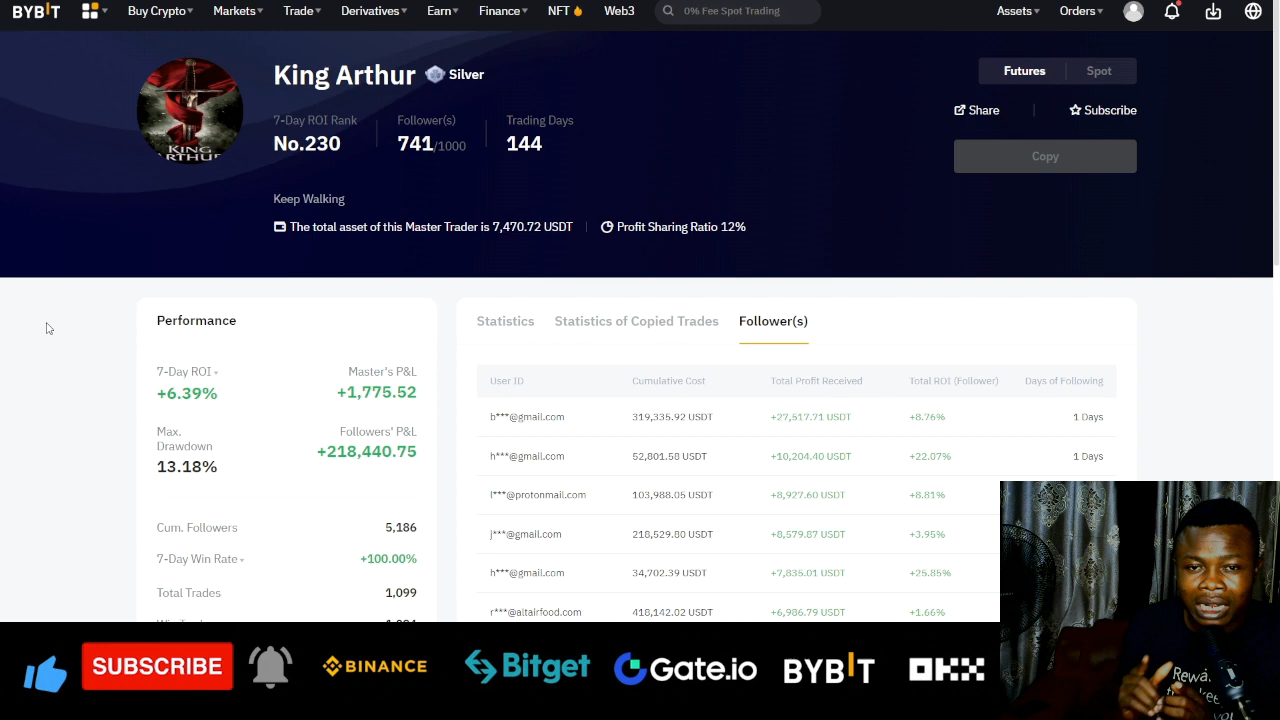 BYBIT Buy Crypto Markets Trade Derivatives Earn Finance NFT Web3 0% Fee Spot Trading Assets Orders
King Arthur Silver
Futures Spot
7-Day ROI Rank Follower(s) Trading Days
No.230 741/1000 144
Share Subscribe
Copy
Keep Walking
The total asset of this Master Trader is 7,470.72 USDT Profit Sharing Ratio 12%
KING
ARTHUR
Performance
7-Day ROI Master's P&L
+6.39% +1,775.52
Max. Followers' P&L
Drawdown +218,440.75
13.18%
Cum. Followers 5,186
7-Day Win Rate +100.00%
Total Trades 1,099
Statistics Statistics of Copied Trades Follower(s)
User ID Cumulative Cost Total Profit Received Total ROI (Follower) Days of Following
b***@gmail.com 319,335.92 USDT +27,517.71 USDT +8.76% 1 Days
h***@gmail.com 52,801.58 USDT +10,204.40 USDT +22.07% 1 Days
l***@protonmail.com 103,988.05 USDT +8,927.60 USDT +8.81%
j***@gmail.com 218,529.80 USDT +8,579.87 USDT +3.95%
h***@gmail.com 34,702.39 USDT +7,835.01 USDT +25.85%
r***@altairfood.com 418,142.02 USDT +6,986.79 USDT +1.66%
SUBSCRIBE BINANCE Bitget Gate.io BYBIT OKX